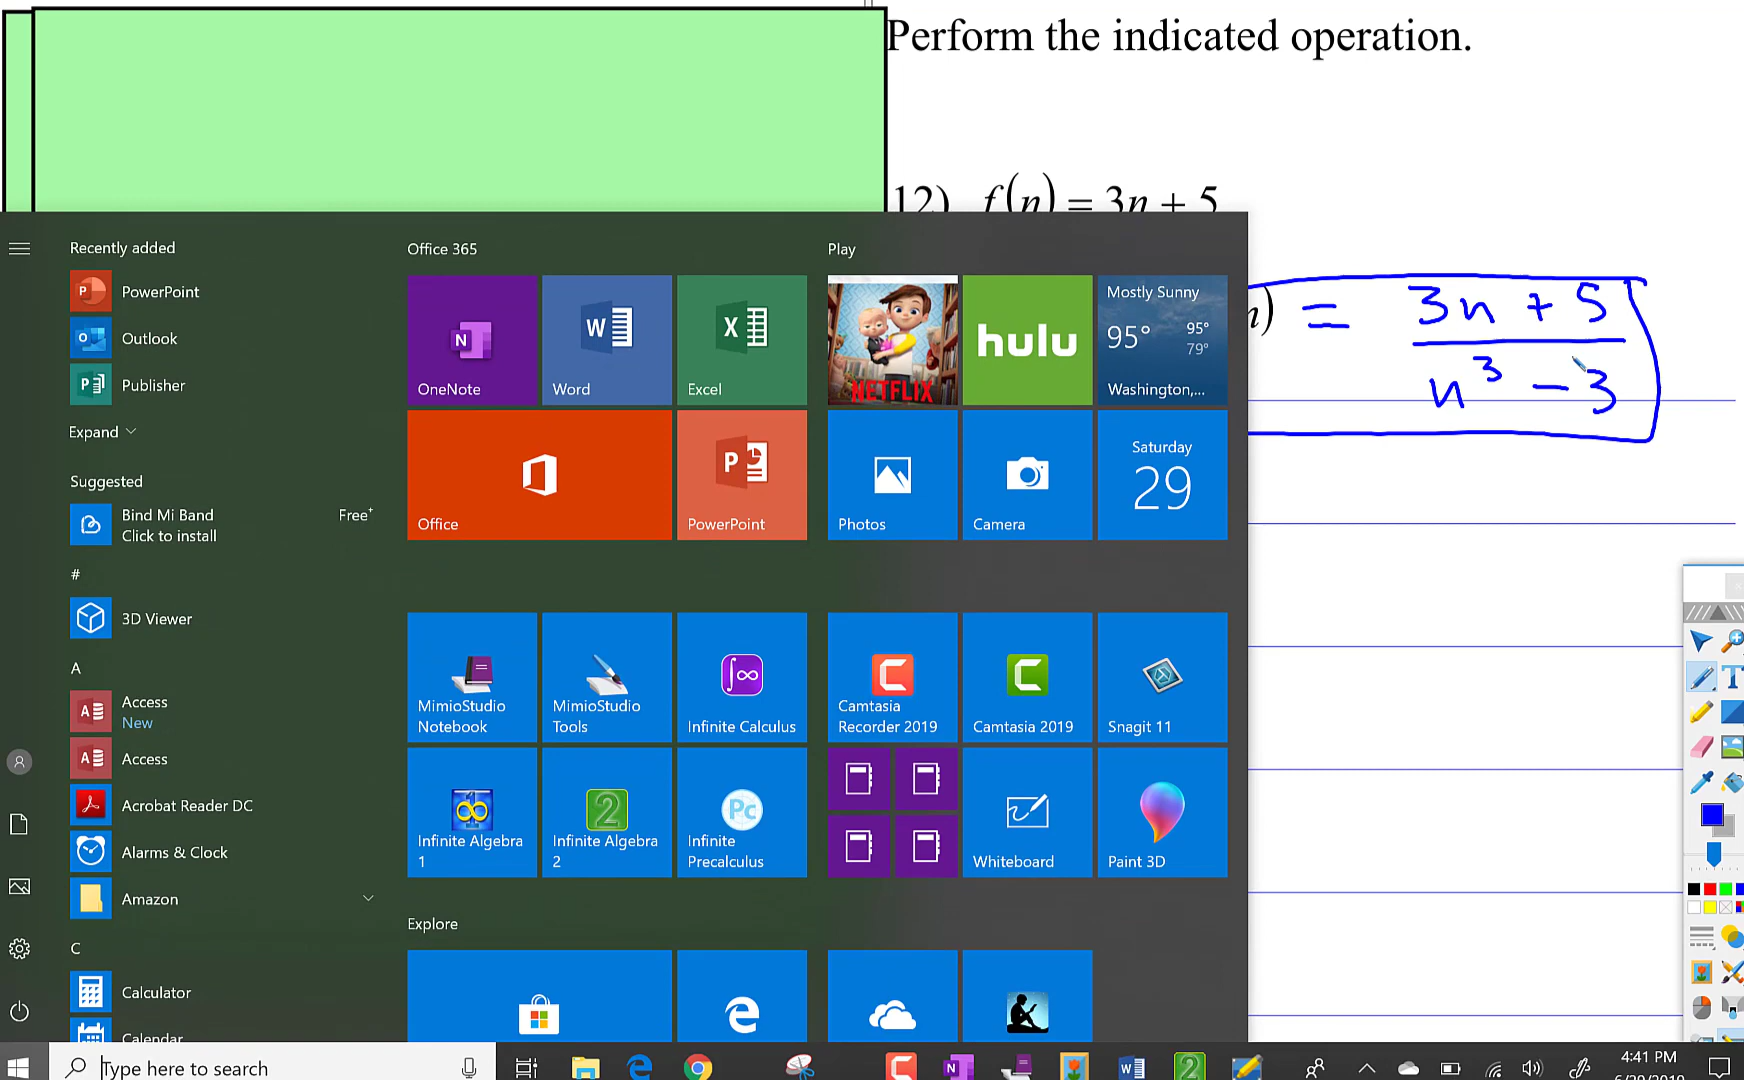 Perform the indicated operation.
12) f(n) = 3n + 5
n) = 3n + 5
n³ - 3
Recently added
PowerPoint
Outlook
Publisher
Expand
Suggested
Bind Mi Band
Free+
Click to install
#
3D Viewer
A
Access
New
Access
Acrobat Reader DC
Alarms & Clock
Amazon
C
Calculator
Calendar
Office 365
OneNote
Word
Excel
Office
PowerPoint
MimioStudio
Notebook
MimioStudio
Tools
Infinite Calculus
Infinite Algebra
1
Infinite Algebra
2
Infinite
Precalculus
Explore
Play
NETFLIX
hulu
Mostly Sunny
95°
95°
79°
Washington,...
Photos
Camera
Saturday
29
Camtasia
Recorder 2019
Camtasia 2019
Snagit 11
Whiteboard
Paint 3D
Type here to search
4:41 PM